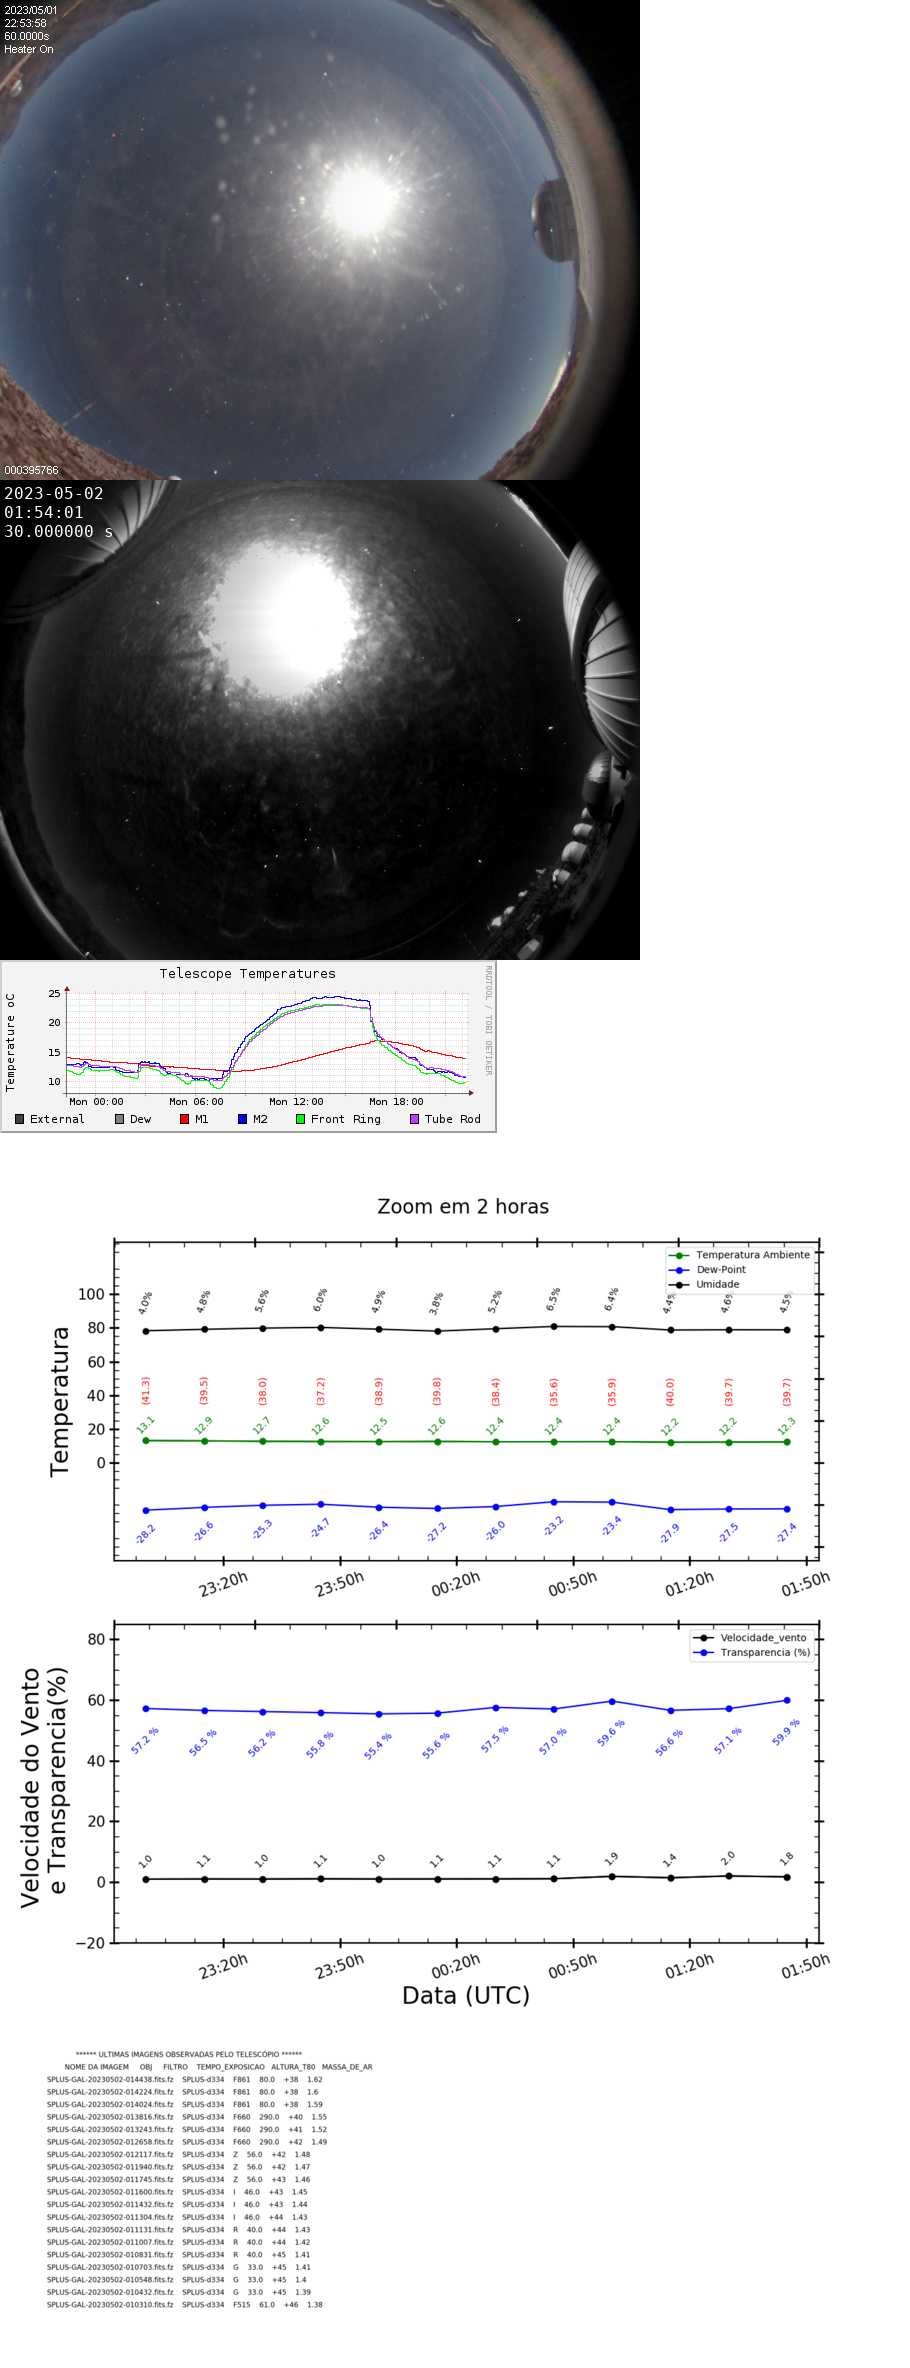 2023/05/01
22:53:58
60.0000s
Heater On
000395766
2023-05-02
01:54:01
30.000000 s
Telescope Temperatures
RRDTOOL / TOBI OETIKER
Temperature oC
25
20
15
10
Mon 00:00 Mon 06:00 Mon 12:00 Mon 18:00
External Dew M1 M2 Front Ring Tube Rod
Zoom em 2 horas
Temperatura Ambiente
Dew-Point
Umidade
Temperatura
100
80
60
40
20
0
4.0% 4.8% 5.6% 6.0% 4.9% 3.8% 5.2% 6.5% 6.4% 4.4% 4.6% 4.5%
(41.3) (39.5) (38.0) (37.2) (38.9) (39.8) (38.4) (35.6) (35.9) (40.0) (39.7) (39.7)
13.1 12.9 12.7 12.6 12.5 12.6 12.4 12.4 12.4 12.2 12.2 12.3
-28.2 -26.6 -25.3 -24.7 -26.4 -27.2 -26.0 -23.2 -23.4 -27.9 -27.5 -27.4
23:20h 23:50h 00:20h 00:50h 01:20h 01:50h
Velocidade_vento
Transparencia (%)
Velocidade do Vento
e Transparencia(%)
80
60
40
20
0
−20
57.2 % 56.5 % 56.2 % 55.8 % 55.4 % 55.6 % 57.5 % 57.0 % 59.6 % 56.6 % 57.1 % 59.9 %
1.0 1.1 1.0 1.1 1.0 1.1 1.1 1.1 1.9 1.4 2.0 1.8
23:20h 23:50h 00:20h 00:50h 01:20h 01:50h
Data (UTC)
****** ULTIMAS IMAGENS OBSERVADAS PELO TELESCÓPIO ******
NOME DA IMAGEM OBJ FILTRO TEMPO_EXPOSICAO ALTURA_T80 MASSA_DE_AR
SPLUS-GAL-20230502-014438.fits.fz SPLUS-d334 F861 80.0 +38 1.62
SPLUS-GAL-20230502-014224.fits.fz SPLUS-d334 F861 80.0 +38 1.6
SPLUS-GAL-20230502-014024.fits.fz SPLUS-d334 F861 80.0 +38 1.59
SPLUS-GAL-20230502-013816.fits.fz SPLUS-d334 F660 290.0 +40 1.55
SPLUS-GAL-20230502-013243.fits.fz SPLUS-d334 F660 290.0 +41 1.52
SPLUS-GAL-20230502-012658.fits.fz SPLUS-d334 F660 290.0 +42 1.49
SPLUS-GAL-20230502-012117.fits.fz SPLUS-d334 Z 56.0 +42 1.48
SPLUS-GAL-20230502-011940.fits.fz SPLUS-d334 Z 56.0 +42 1.47
SPLUS-GAL-20230502-011745.fits.fz SPLUS-d334 Z 56.0 +43 1.46
SPLUS-GAL-20230502-011600.fits.fz SPLUS-d334 I 46.0 +43 1.45
SPLUS-GAL-20230502-011432.fits.fz SPLUS-d334 I 46.0 +43 1.44
SPLUS-GAL-20230502-011304.fits.fz SPLUS-d334 I 46.0 +44 1.43
SPLUS-GAL-20230502-011131.fits.fz SPLUS-d334 R 40.0 +44 1.43
SPLUS-GAL-20230502-011007.fits.fz SPLUS-d334 R 40.0 +44 1.42
SPLUS-GAL-20230502-010831.fits.fz SPLUS-d334 R 40.0 +45 1.41
SPLUS-GAL-20230502-010703.fits.fz SPLUS-d334 G 33.0 +45 1.41
SPLUS-GAL-20230502-010548.fits.fz SPLUS-d334 G 33.0 +45 1.4
SPLUS-GAL-20230502-010432.fits.fz SPLUS-d334 G 33.0 +45 1.39
SPLUS-GAL-20230502-010310.fits.fz SPLUS-d334 F515 61.0 +46 1.38